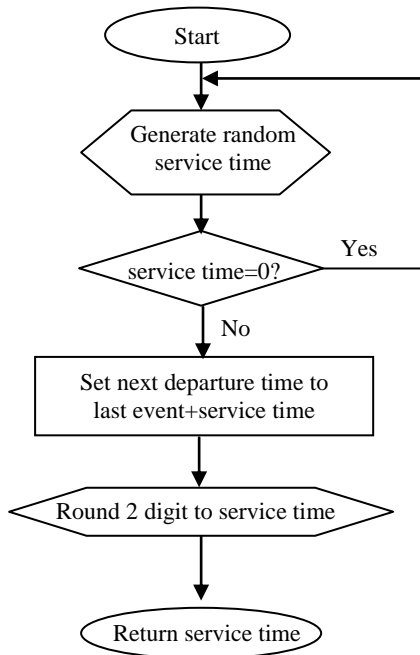 Start
Generate random
service time
service time=0?
Yes
No
Set next departure time to
last event+service time
Round 2 digit to service time
Return service time